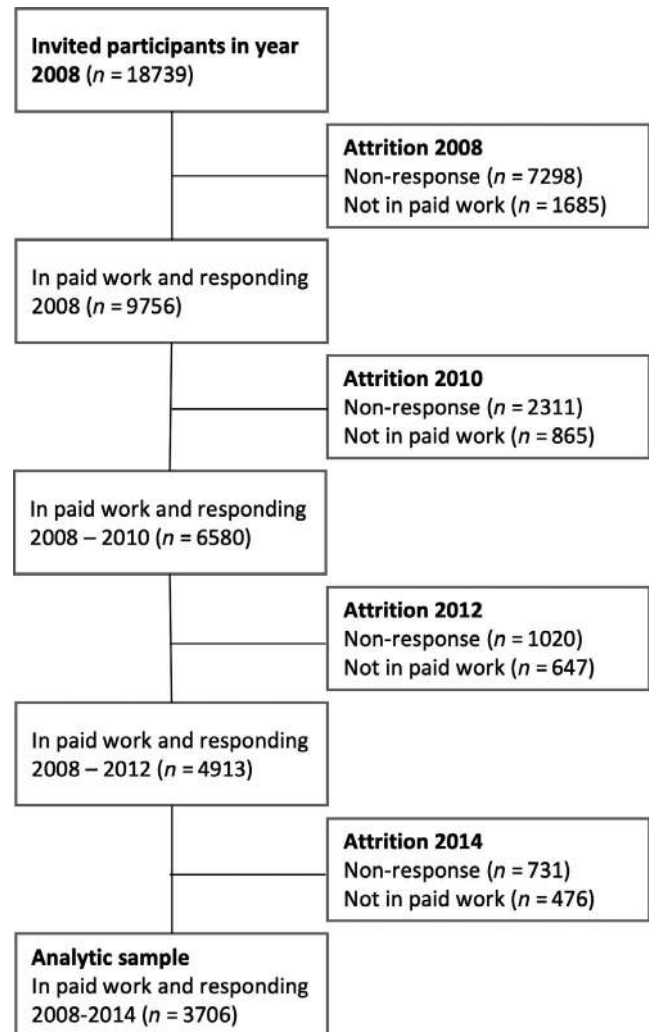 Invited participants in year
2008 (n = 18739)
Attrition 2008
Non-response (n = 7298)
Not in paid work (n = 1685)
In paid work and responding
2008 (n = 9756)
Attrition 2010
Non-response (n = 2311)
Not in paid work (n = 865)
In paid work and responding
2008 – 2010 (n = 6580)
Attrition 2012
Non-response (n = 1020)
Not in paid work (n = 647)
In paid work and responding
2008 – 2012 (n = 4913)
Attrition 2014
Non-response (n = 731)
Not in paid work (n = 476)
Analytic sample
In paid work and responding
2008-2014 (n = 3706)